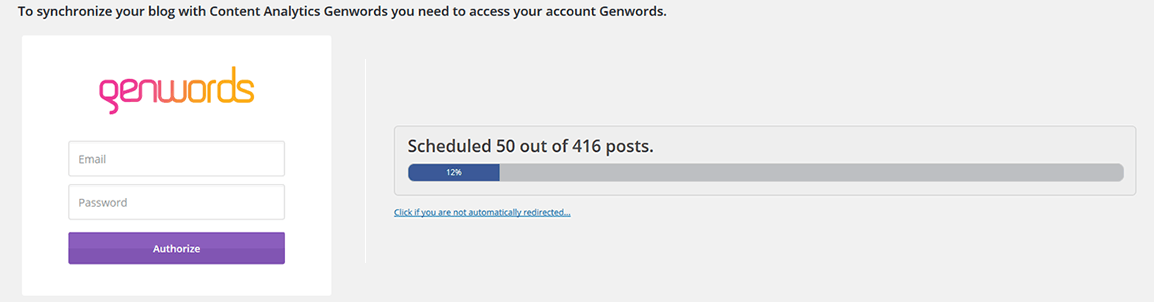 To synchronize your blog with Content Analytics Genwords you need to access your account Genwords.
genwords
Email
Password
Authorize
Scheduled 50 out of 416 posts.
12%
Click if you are not automatically redirected...